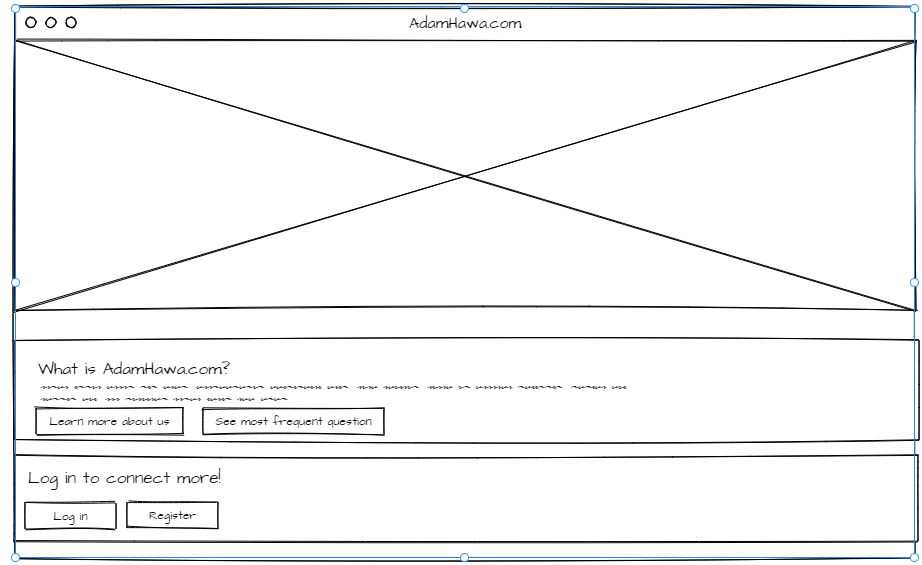 AdamHawa.com
What is AdamHawa.com?
Learn more about us
See most frequent question
Log in to connect more!
Log in
Register